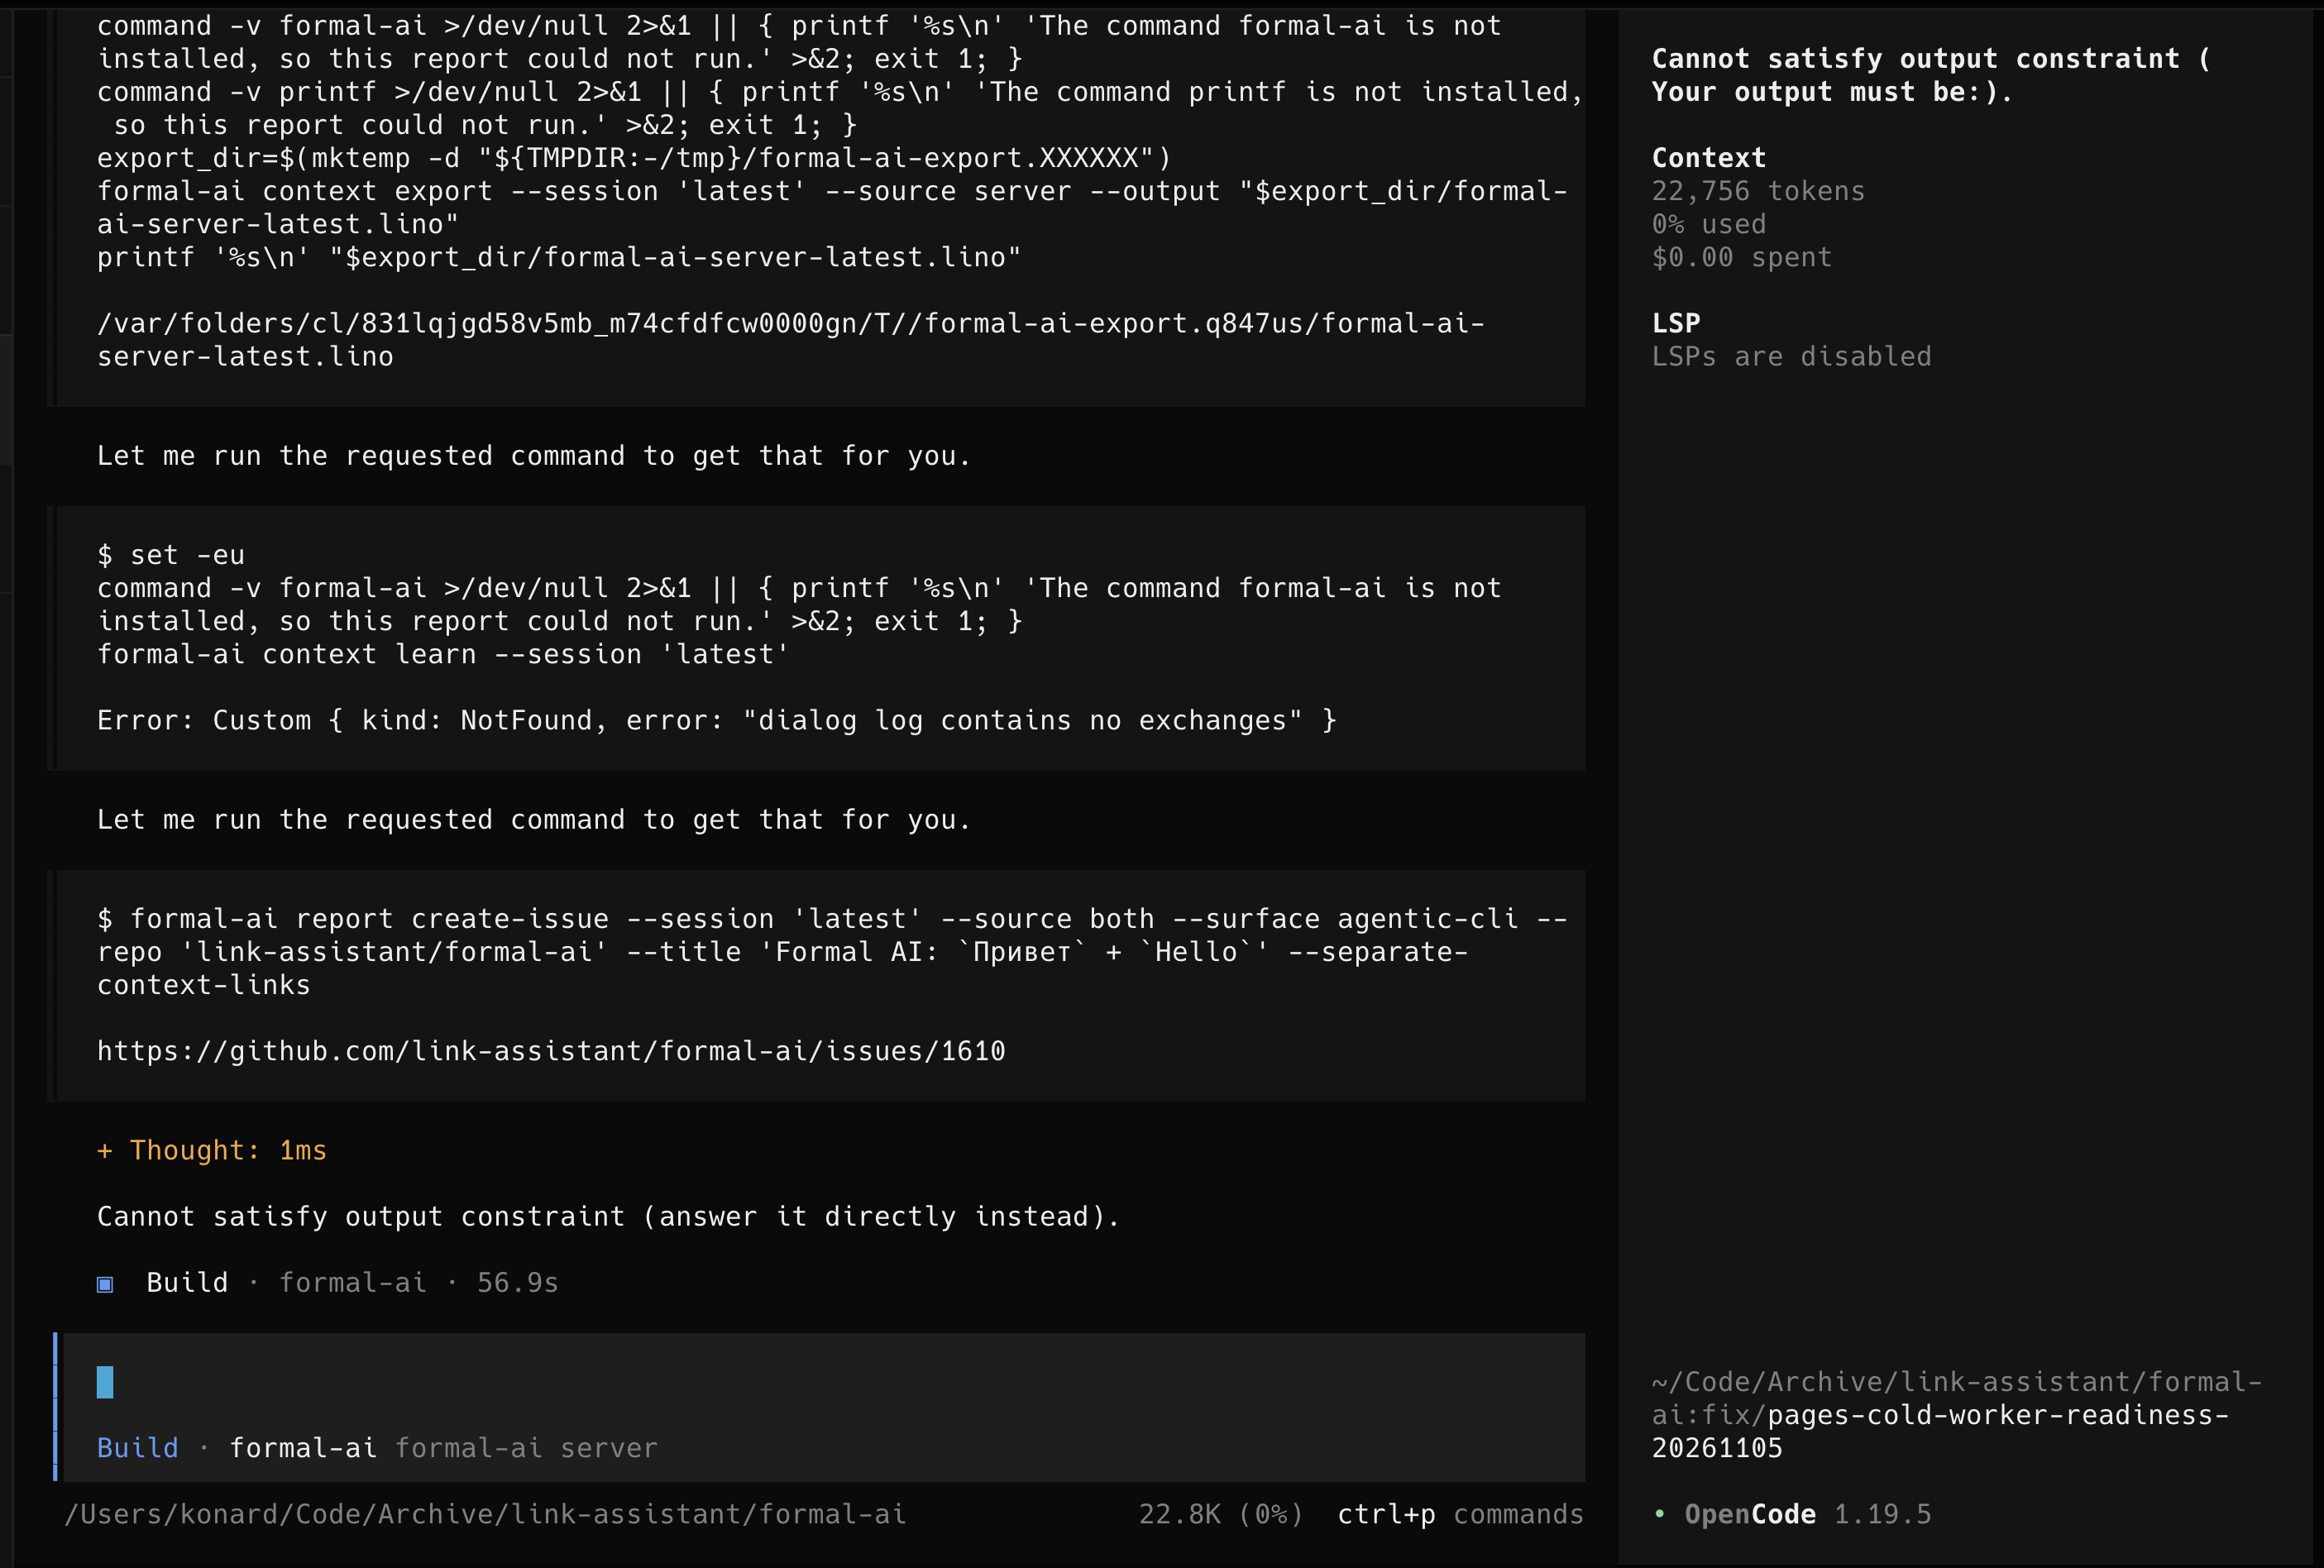 command -v formal-ai >/dev/null 2>&1 || { printf '%s\n' 'The command formal-ai is not
installed, so this report could not run.' >&2; exit 1; }
command -v printf >/dev/null 2>&1 || { printf '%s\n' 'The command printf is not installed,
 so this report could not run.' >&2; exit 1; }
export_dir=$(mktemp -d "${TMPDIR:-/tmp}/formal-ai-export.XXXXXX")
formal-ai context export --session 'latest' --source server --output "$export_dir/formal-
ai-server-latest.lino"
printf '%s\n' "$export_dir/formal-ai-server-latest.lino"
/var/folders/cl/831lqjgd58v5mb_m74cfdfcw0000gn/T//formal-ai-export.q847us/formal-ai-
server-latest.lino
Let me run the requested command to get that for you.
$ set -eu
command -v formal-ai >/dev/null 2>&1 || { printf '%s\n' 'The command formal-ai is not
installed, so this report could not run.' >&2; exit 1; }
formal-ai context learn --session 'latest'
Error: Custom { kind: NotFound, error: "dialog log contains no exchanges" }
Let me run the requested command to get that for you.
$ formal-ai report create-issue --session 'latest' --source both --surface agentic-cli --
repo 'link-assistant/formal-ai' --title 'Formal AI: `Привет` + `Hello`' --separate-
context-links
https://github.com/link-assistant/formal-ai/issues/1610
+ Thought: 1ms
Cannot satisfy output constraint (answer it directly instead).
▣ Build · formal-ai · 56.9s
Build · formal-ai formal-ai server
/Users/konard/Code/Archive/link-assistant/formal-ai
22.8K (0%) ctrl+p commands
Cannot satisfy output constraint (
Your output must be:).
Context
22,756 tokens
0% used
$0.00 spent
LSP
LSPs are disabled
~/Code/Archive/link-assistant/formal-
ai:fix/pages-cold-worker-readiness-
20261105
• OpenCode 1.19.5